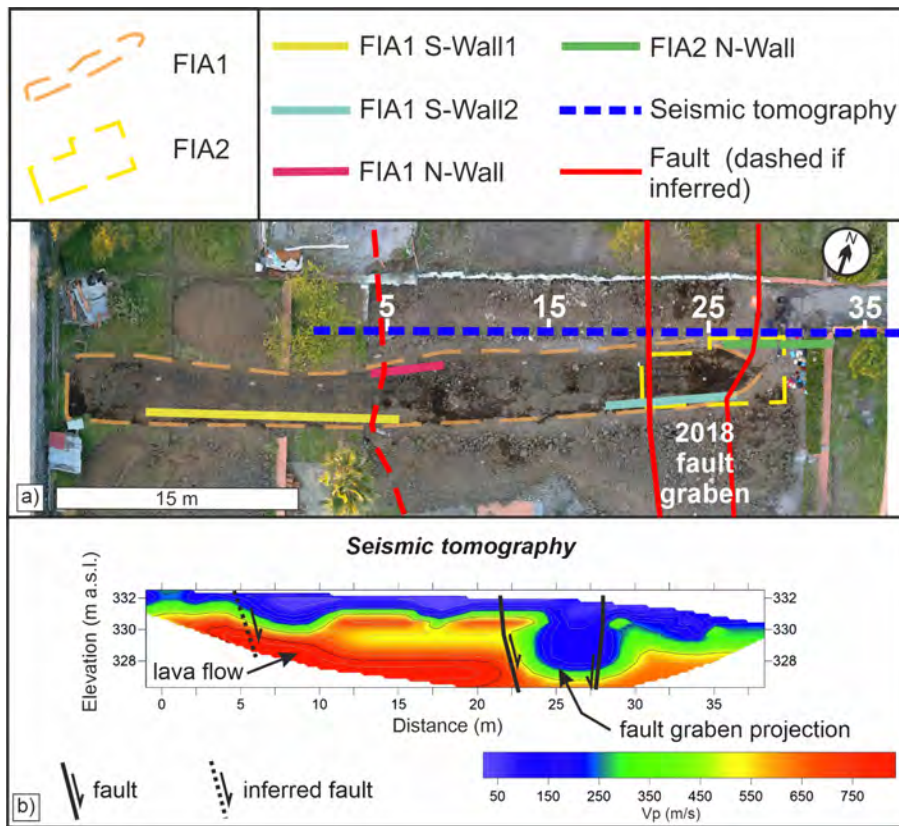 FIA1
FIA2
FIA1 S-Wall1
FIA1 S-Wall2
FIA1 N-Wall
FIA2 N-Wall
Seismic tomography
Fault (dashed if
inferred)
N
5 15 25 35
2018
fault
graben
a)
15 m
Seismic tomography
Elevation (m a.s.l.)
332
330
328
332
330
328
lava flow
0 5 10 15 20 25 30 35
Distance (m)
fault graben projection
fault
inferred fault
50 150 250 350 450 550 650 750
Vp (m/s)
b)